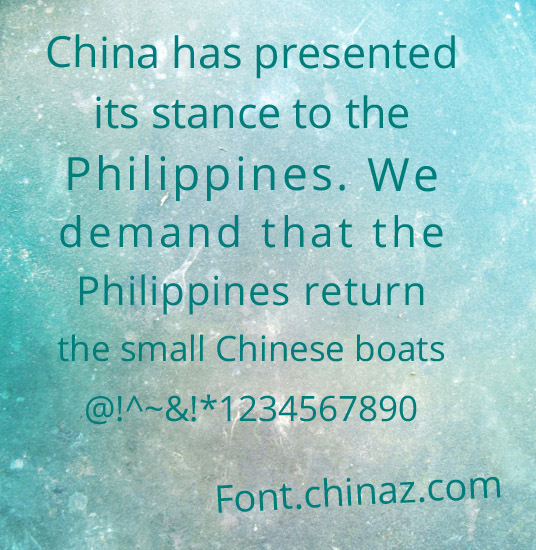 China has presented
its stance to the
Philippines. We
demand that the
Philippines return
the small Chinese boats
@!^~&!*1234567890
Font.chinaz.com